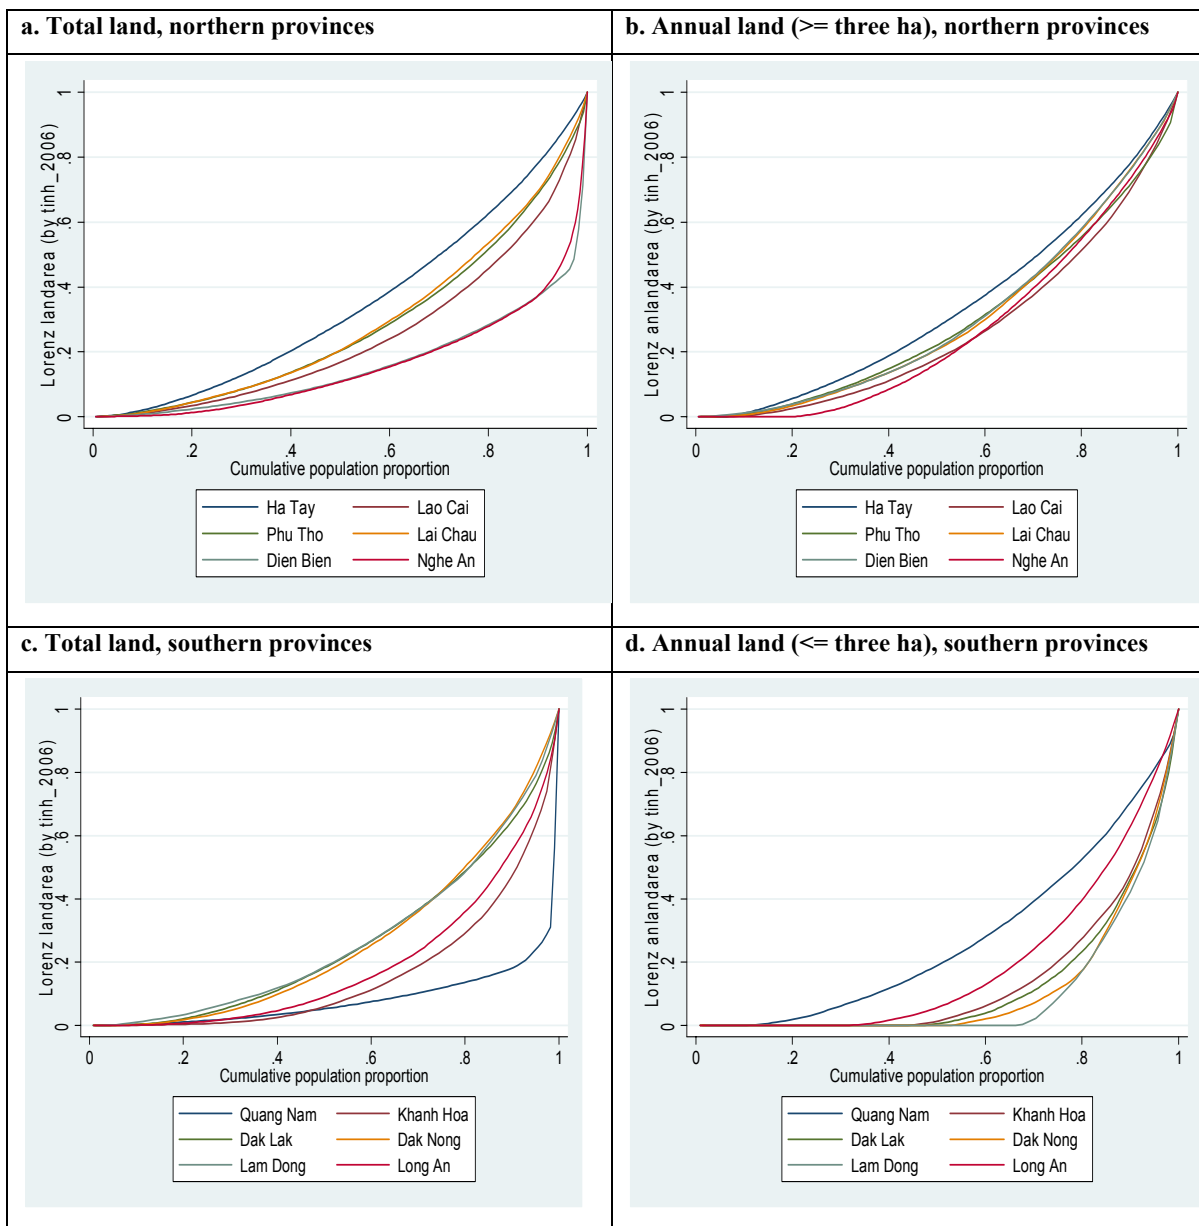 a. Total land, northern provinces
b. Annual land (>= three ha), northern provinces
Lorenz landarea (by tinh_2006)
0 .2 .4 .6 .8 1
0 .2 .4 .6 .8 1
Cumulative population proportion
Ha Tay Lao Cai
Phu Tho Lai Chau
Dien Bien Nghe An
Lorenz anlandarea (by tinh_2006)
0 .2 .4 .6 .8 1
0 .2 .4 .6 .8 1
Cumulative population proportion
Ha Tay Lao Cai
Phu Tho Lai Chau
Dien Bien Nghe An
c. Total land, southern provinces
d. Annual land (<= three ha), southern provinces
Lorenz landarea (by tinh_2006)
0 .2 .4 .6 .8 1
0 .2 .4 .6 .8 1
Cumulative population proportion
Quang Nam Khanh Hoa
Dak Lak Dak Nong
Lam Dong Long An
Lorenz anlandarea (by tinh_2006)
0 .2 .4 .6 .8 1
0 .2 .4 .6 .8 1
Cumulative population proportion
Quang Nam Khanh Hoa
Dak Lak Dak Nong
Lam Dong Long An